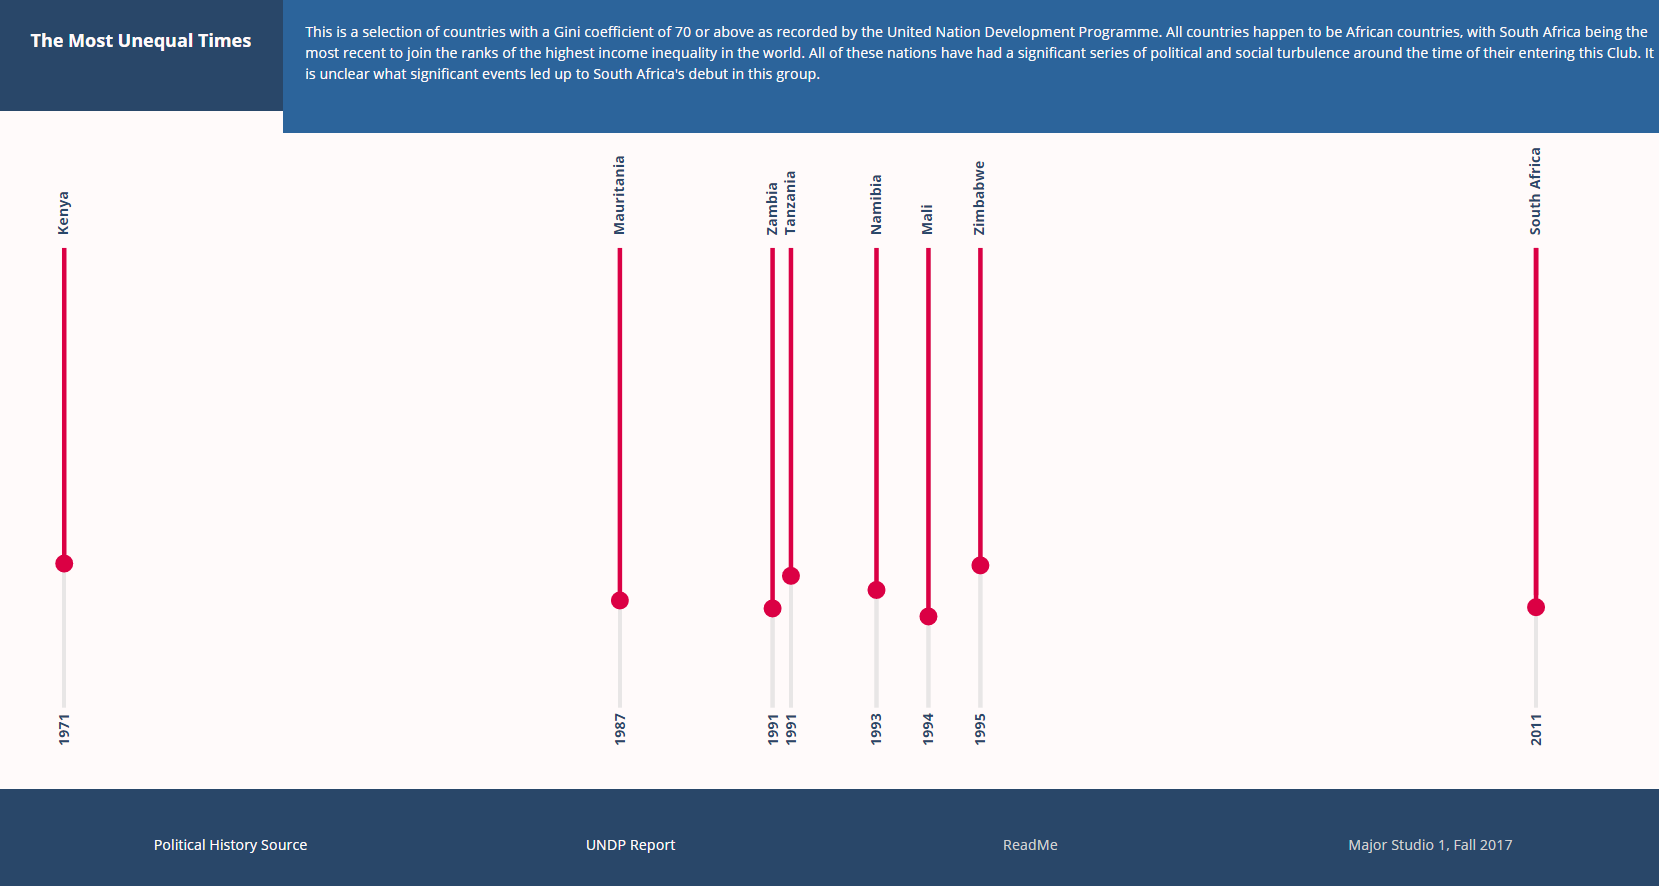 The Most Unequal Times
This is a selection of countries with a Gini coefficient of 70 or above as recorded by the United Nation Development Programme. All countries happen to be African countries, with South Africa being the
most recent to join the ranks of the highest income inequality in the world. All of these nations have had a significant series of political and social turbulence around the time of their entering this Club. It
is unclear what significant events led up to South Africa's debut in this group.
Kenya
Mauritania
Zambia
Tanzania
Namibia
Mali
Zimbabwe
South Africa
1971
1987
1991
1991
1993
1994
1995
2011
Political History Source
UNDP Report
ReadMe
Major Studio 1, Fall 2017